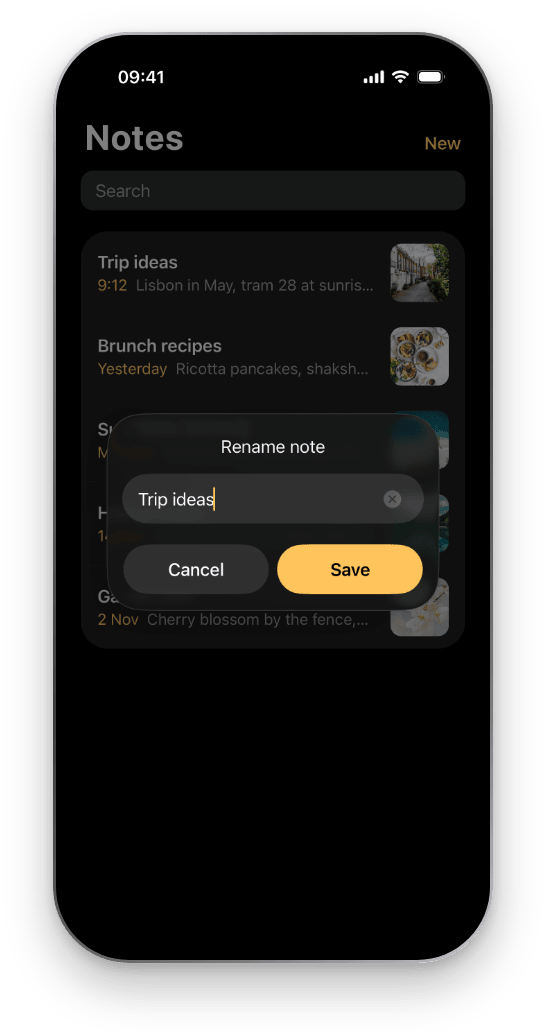 09:41
Notes
New
Search
Trip ideas
9:12 Lisbon in May, tram 28 at sunris...
Brunch recipes
Yesterday Ricotta pancakes, shaksh...
Rename note
Trip ideas
Cancel
Save
2 Nov Cherry blossom by the fence,...